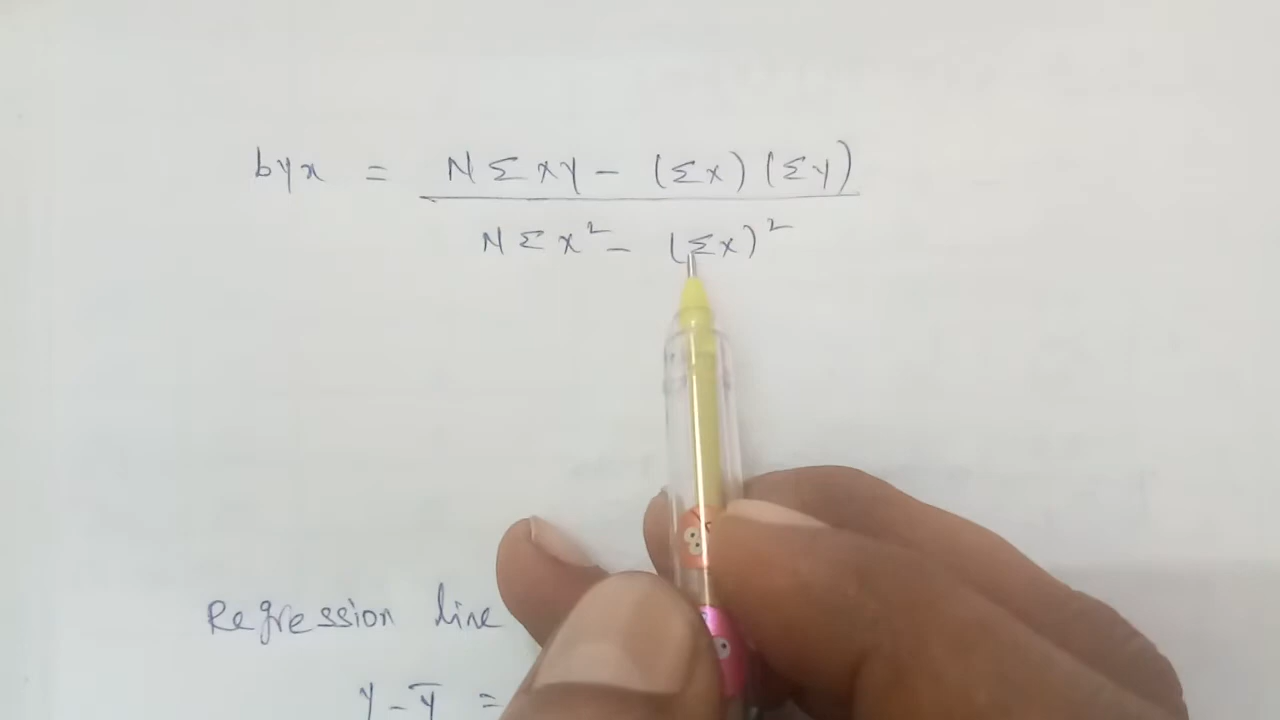 byx = NΣxy - (Σx)(Σy)
NΣx² - (Σx)²
Regression line
y - ȳ =